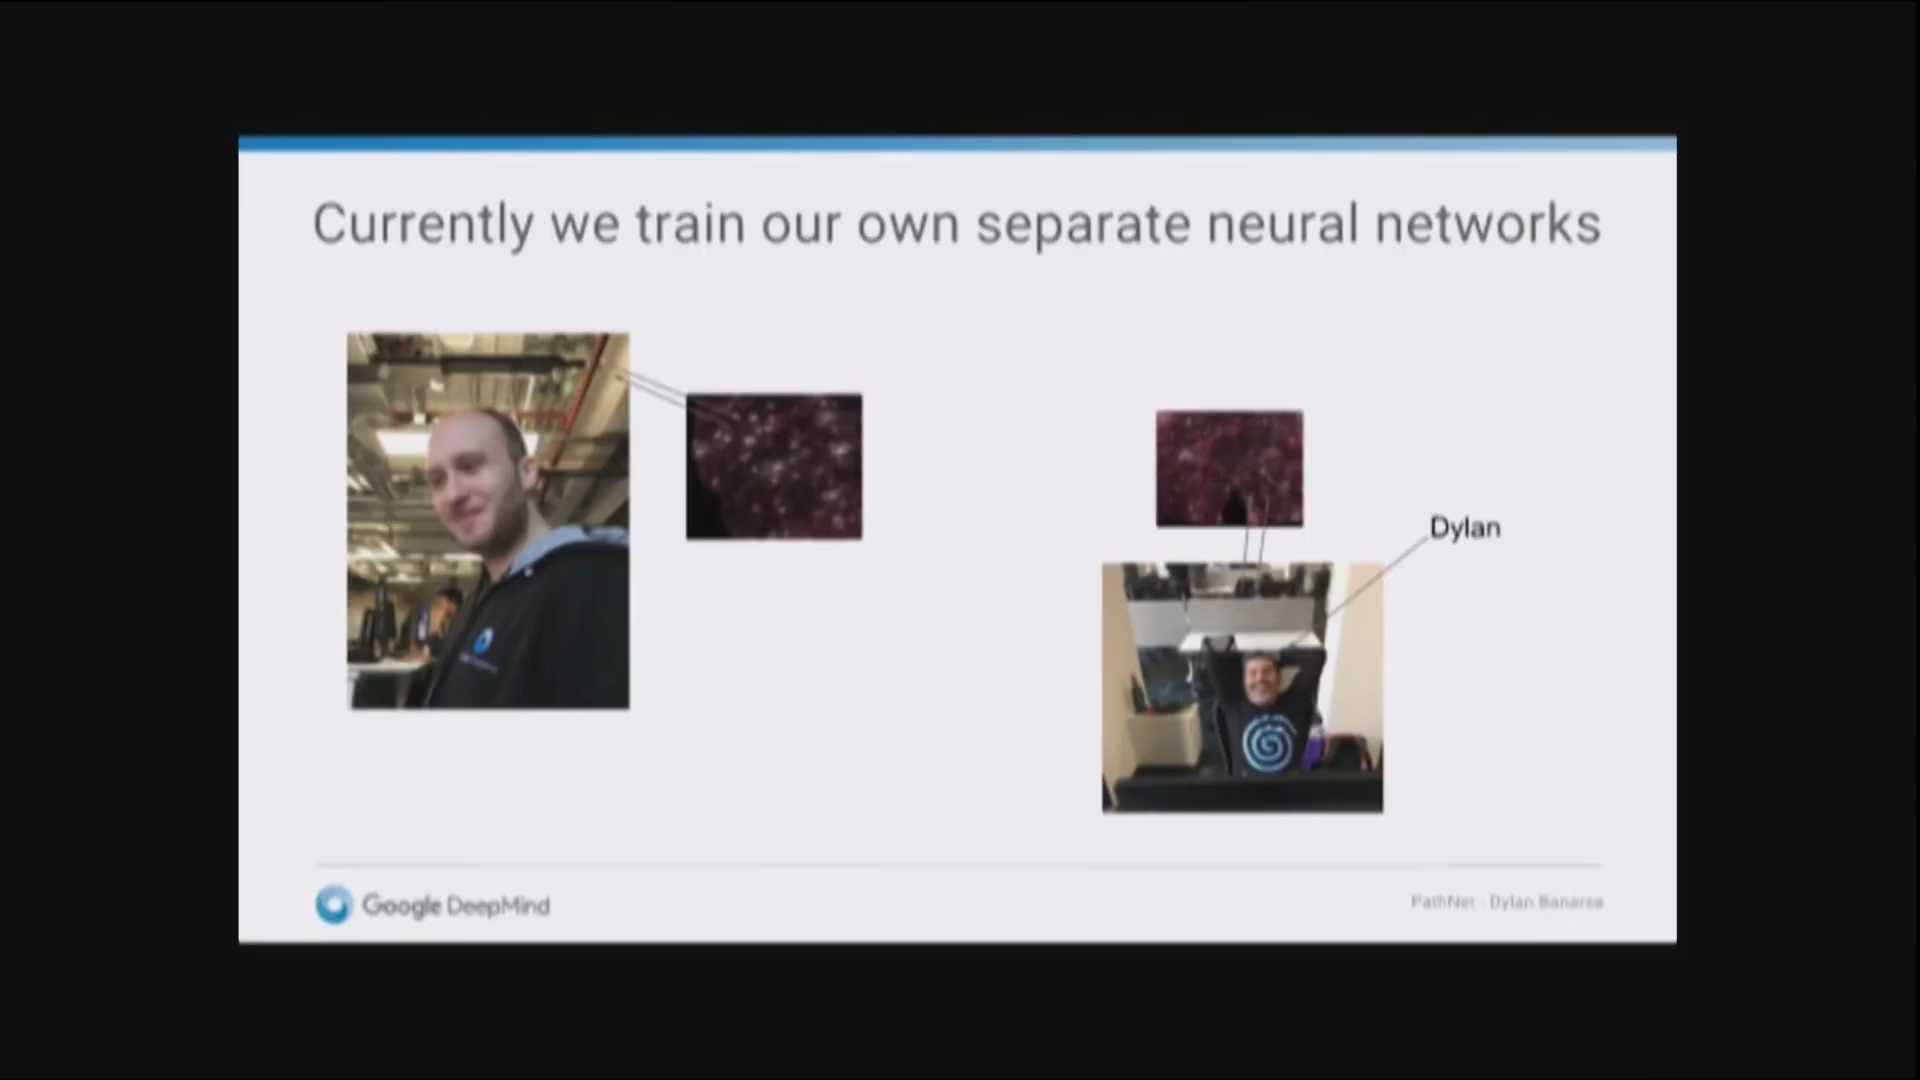 Currently we train our own separate neural networks
Dylan
Google DeepMind
PathNet - Dylan Banarse